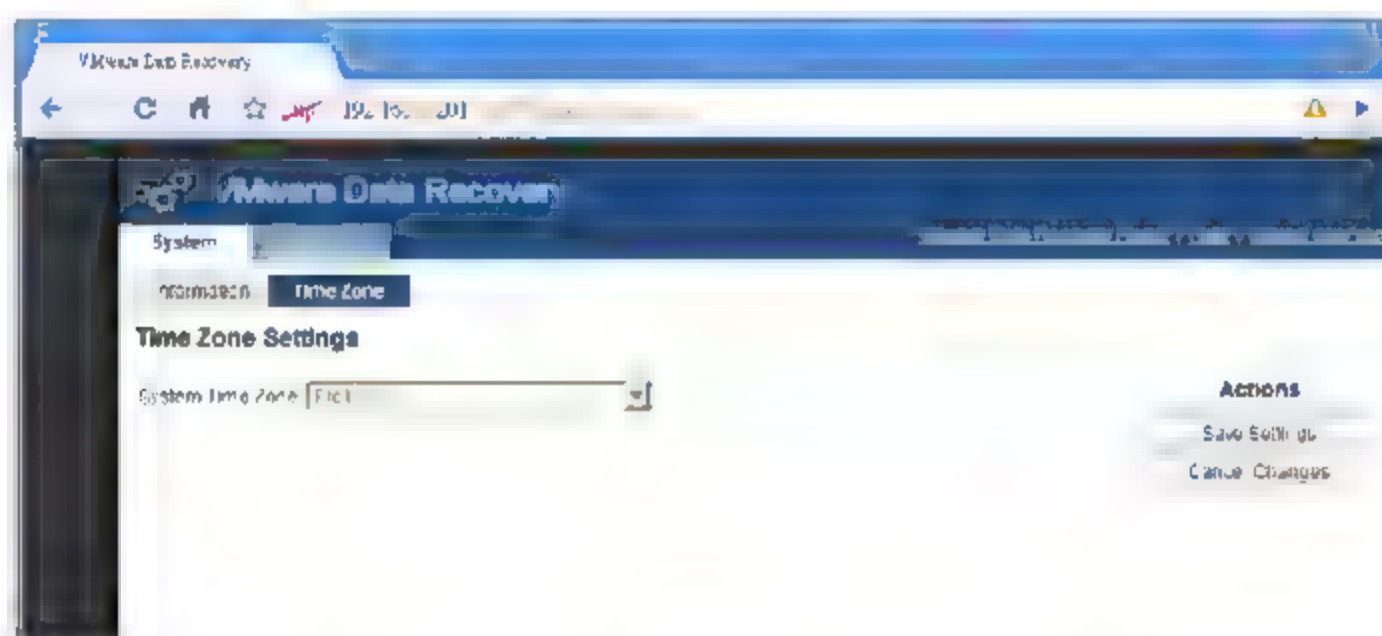 VMware Data Recovery
VMware Data Recovery
System
Information Time Zone
Time Zone Settings
System Time Zone
Actions
Save Settings
Cancel Changes